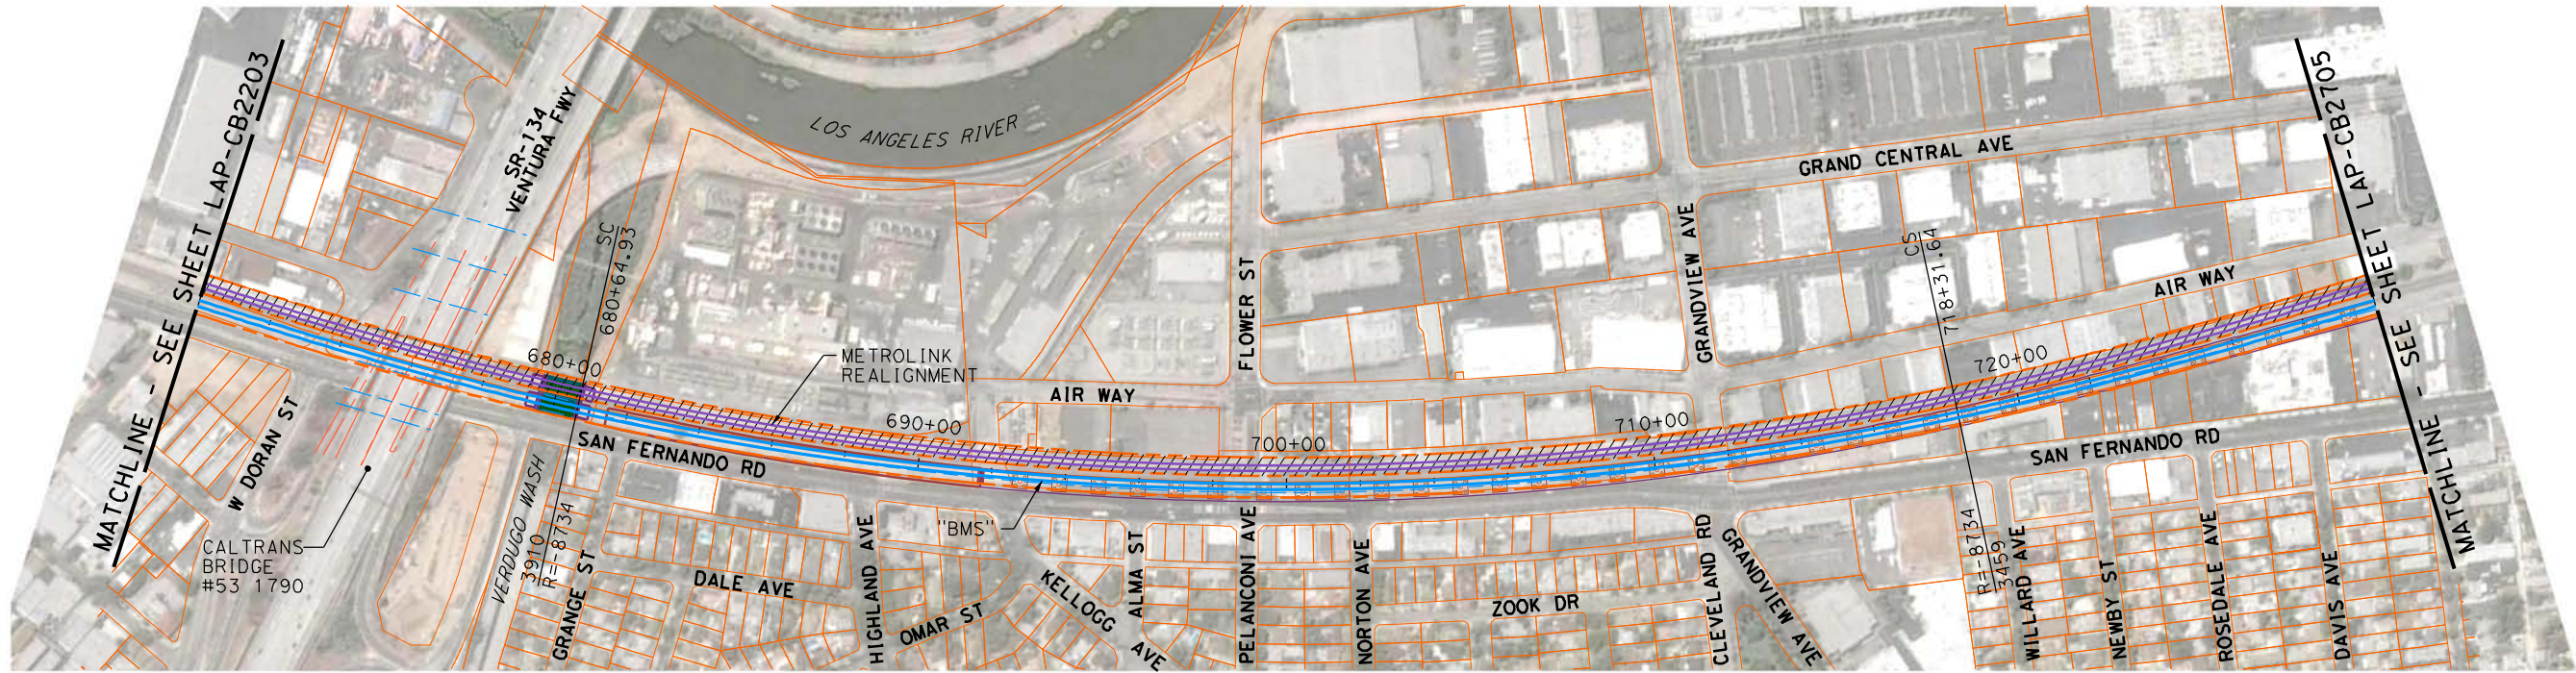 MATCHLINE - SEE SHEET LAP-CB2203
SR-134
VENTURA FWY
LOS ANGELES RIVER
SC
680+64.93
FLOWER ST
GRANDVIEW AVE
GRAND CENTRAL AVE
CS
718+31.64
AIR WAY
MATCHLINE - SEE SHEET LAP-CB2705
680+00
METROLINK
REALIGNMENT
AIR WAY
690+00
700+00
710+00
720+00
W DORAN ST
SAN FERNANDO RD
SAN FERNANDO RD
"BMS"
CALTRANS
BRIDGE
#53 1790
VERDUGO WASH
3910
R=-8734
GRANGE ST
DALE AVE
HIGHLAND AVE
OMAR ST
KELLOGG AVE
ALMA ST
PELANCONI AVE
NORTON AVE
ZOOK DR
CLEVELAND RD
GRANDVIEW AVE
R=-8734
3459
WILLARD AVE
NEWBY ST
ROSEDALE AVE
DAVIS AVE